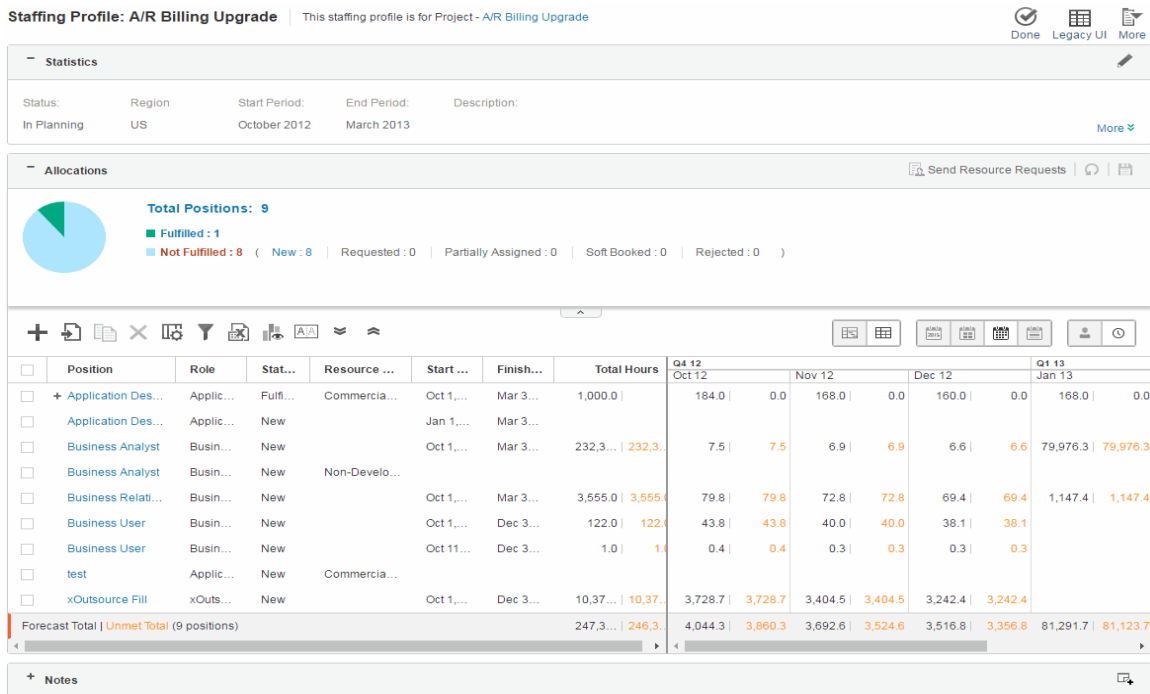 Staffing Profile: A/R Billing Upgrade This staffing profile is for Project - A/R Billing Upgrade
Done Legacy UI More
− Statistics
Status: Region Start Period: End Period: Description:
In Planning US October 2012 March 2013
More
− Allocations Send Resource Requests
Total Positions: 9
Fulfilled : 1
Not Fulfilled : 8 ( New : 8 | Requested : 0 | Partially Assigned : 0 | Soft Booked : 0 | Rejected : 0 )
Position Role Stat... Resource ... Start ... Finish... Total Hours Q4 12 Q1 13
Oct 12 Nov 12 Dec 12 Jan 13
+ Application Des... Applic... Fulfi... Commercia... Oct 1,... Mar 3... 1,000.0 | 184.0 | 0.0 168.0 | 0.0 160.0 | 0.0 168.0 | 0.0
Application Des... Applic... New Jan 1,... Mar 3...
Business Analyst Busin... New Oct 1,... Mar 3... 232,3... | 232,3... 7.5 | 7.5 6.9 | 6.9 6.6 | 6.6 79,976.3 | 79,976.3
Business Analyst Busin... New Non-Develo...
Business Relati... Busin... New Oct 1,... Mar 3... 3,555.0 | 3,555.0 79.8 | 79.8 72.8 | 72.8 69.4 | 69.4 1,147.4 | 1,147.4
Business User Busin... New Oct 1,... Dec 3... 122.0 | 122.0 43.8 | 43.8 40.0 | 40.0 38.1 | 38.1
Business User Busin... New Oct 11... Dec 3... 1.0 | 1.0 0.4 | 0.4 0.3 | 0.3 0.3 | 0.3
test Applic... New Commercia...
xOutsource Fill xOuts... New Oct 1,... Dec 3... 10,37... | 10,37... 3,728.7 | 3,728.7 3,404.5 | 3,404.5 3,242.4 | 3,242.4
Forecast Total | Unmet Total (9 positions) 247,3... | 246,3... 4,044.3 | 3,860.3 3,692.6 | 3,524.6 3,516.8 | 3,356.8 81,291.7 | 81,123.7
+ Notes